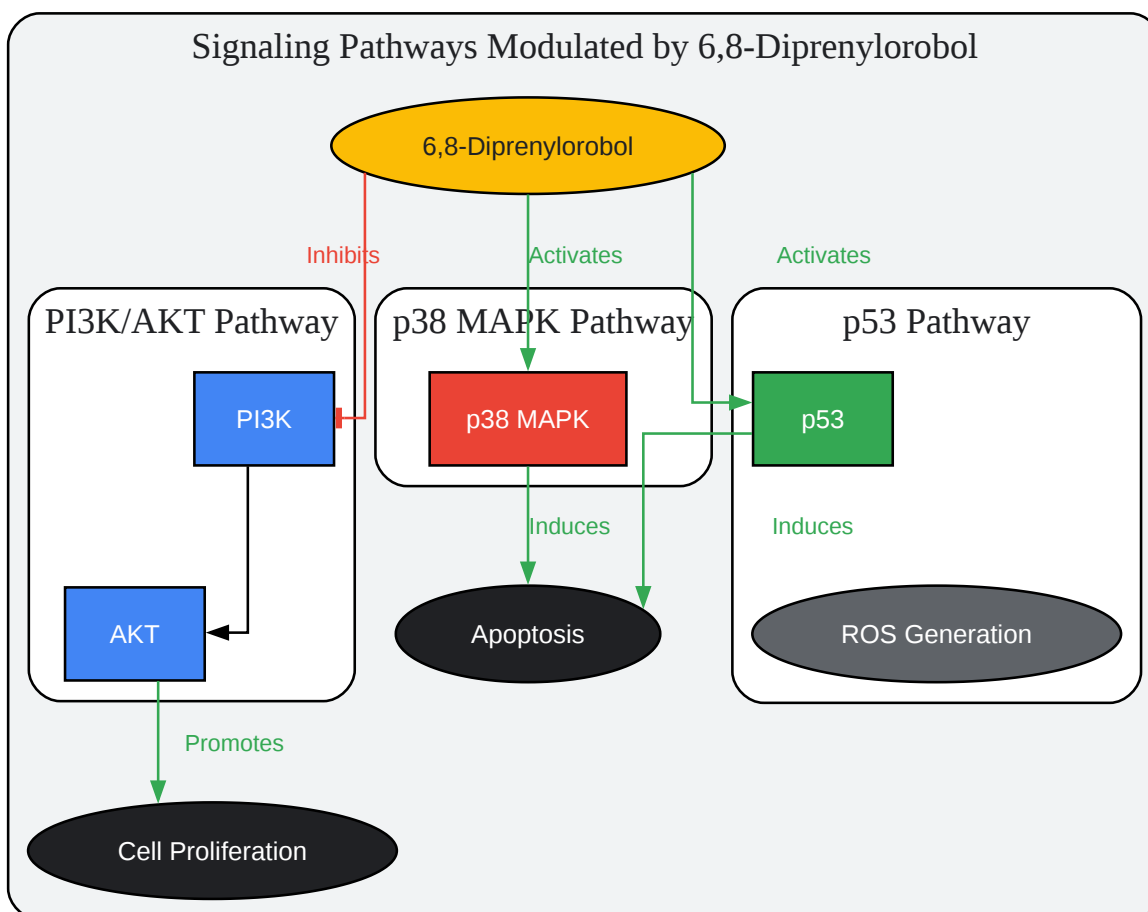 Signaling Pathways Modulated by 6,8-Diprenylorobol
6,8-Diprenylorobol
Inhibits
Activates
Activates
PI3K/AKT Pathway
p38 MAPK Pathway
p53 Pathway
PI3K
p38 MAPK
p53
Induces
Induces
AKT
Apoptosis
ROS Generation
Promotes
Cell Proliferation